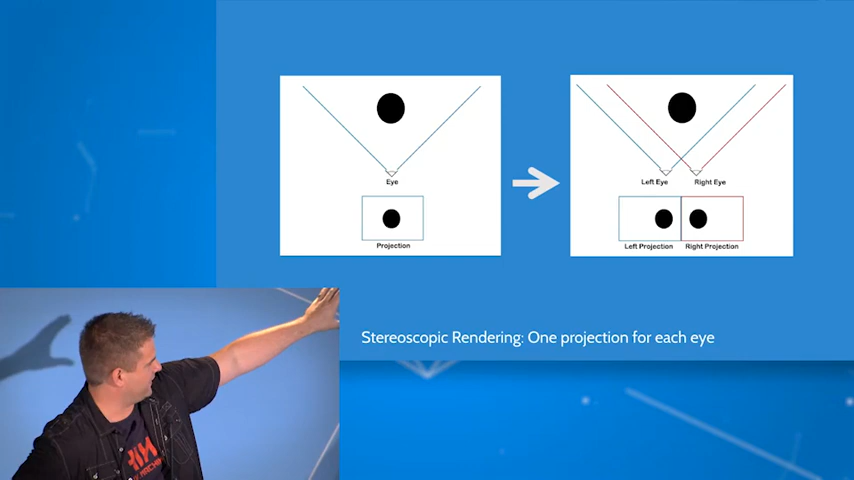 Eye
Projection
Left Eye
Right Eye
Left Projection
Right Projection
Stereoscopic Rendering: One projection for each eye